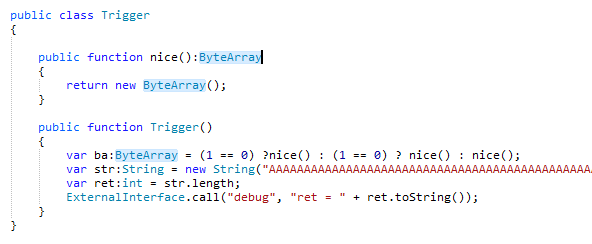 public class Trigger
{
public function nice():ByteArray
{
return new ByteArray();
}
public function Trigger()
{
var ba:ByteArray = (1 == 0) ?nice() : (1 == 0) ? nice() : nice();
var str:String = new String("AAAAAAAAAAAAAAAAAAAAAAAAAAAAAAAAAAAAAAAAAAAAAAA
var ret:int = str.length;
ExternalInterface.call("debug", "ret = " + ret.toString());
}
}